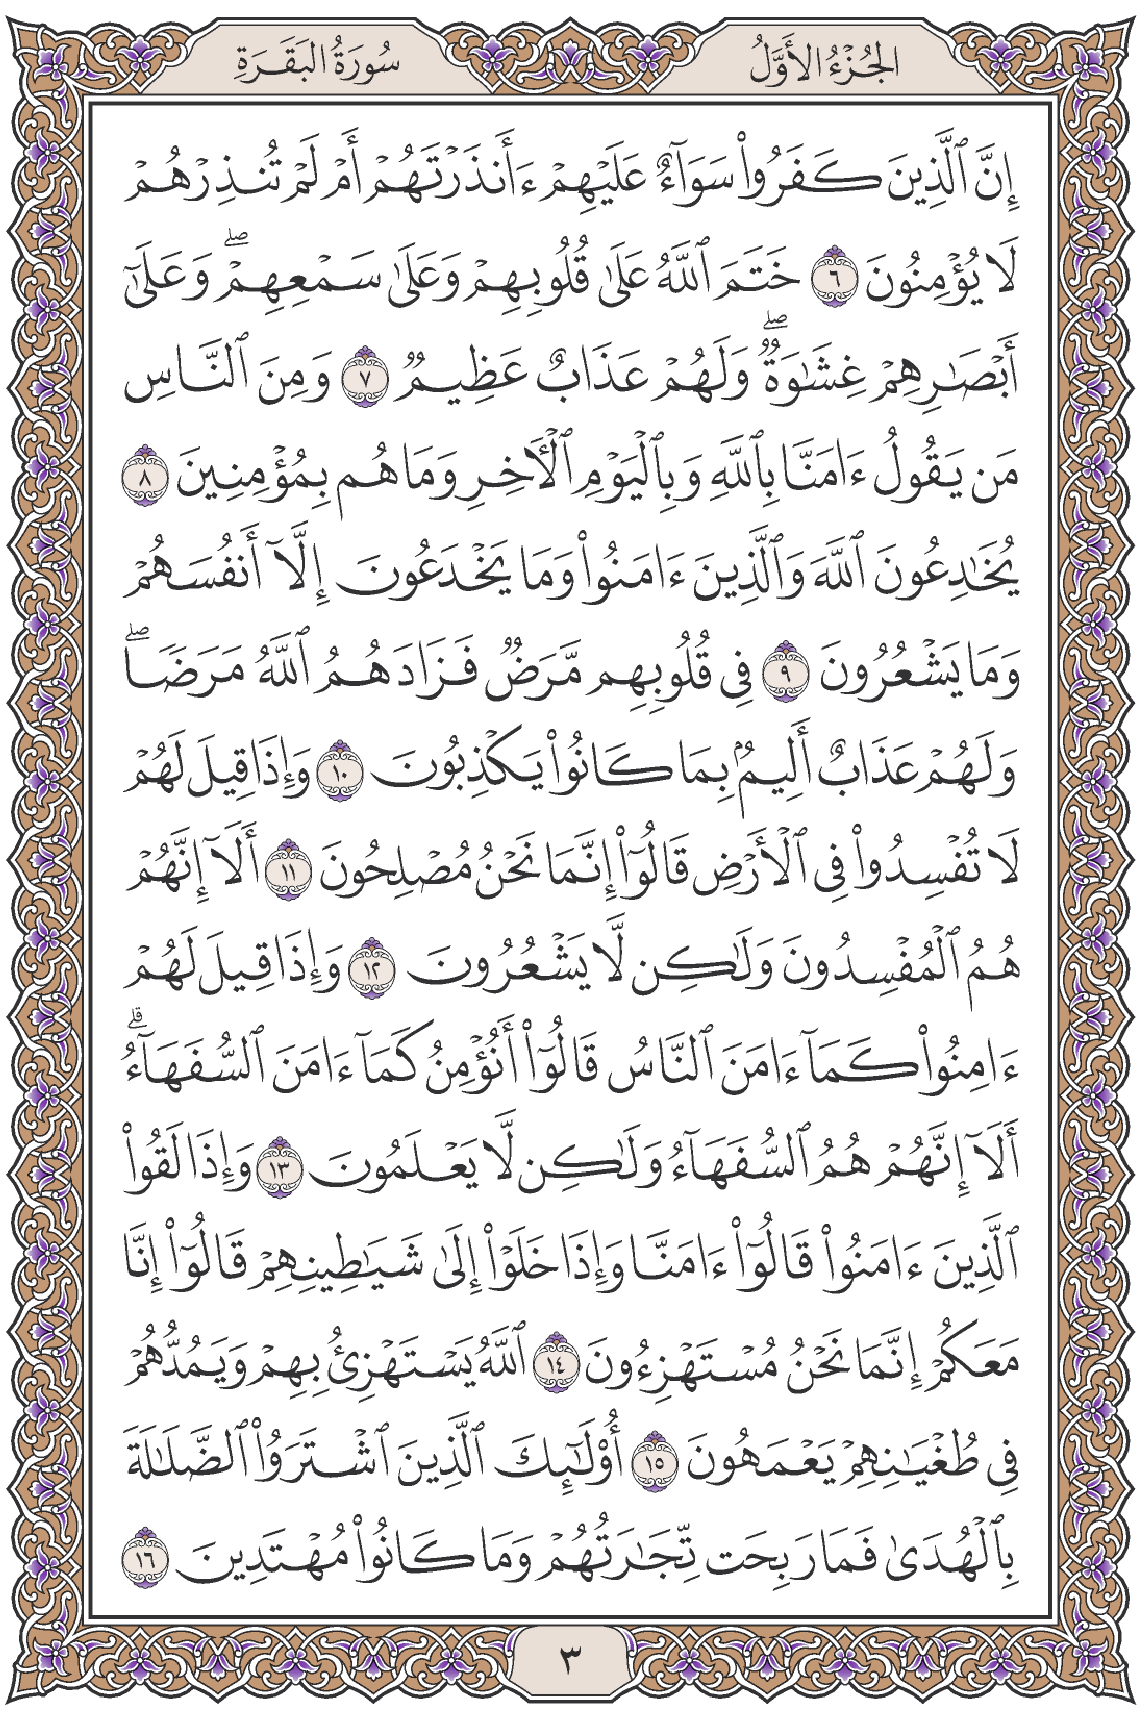 الجُزْءُ الأَوَّلُ
سُورَةُ البَقَرَةِ
إِنَّ ٱلَّذِينَ كَفَرُوا۟ سَوَآءٌ عَلَيْهِمْ ءَأَنذَرْتَهُمْ أَمْ لَمْ تُنذِرْهُمْ
لَا يُؤْمِنُونَ ٦ خَتَمَ ٱللَّهُ عَلَىٰ قُلُوبِهِمْ وَعَلَىٰ سَمْعِهِمْ ۖ وَعَلَىٰٓ
أَبْصَٰرِهِمْ غِشَٰوَةٌ ۖ وَلَهُمْ عَذَابٌ عَظِيمٌ ٧ وَمِنَ ٱلنَّاسِ
مَن يَقُولُ ءَامَنَّا بِٱللَّهِ وَبِٱلْيَوْمِ ٱلْـَٔاخِرِ وَمَا هُم بِمُؤْمِنِينَ ٨
يُخَٰدِعُونَ ٱللَّهَ وَٱلَّذِينَ ءَامَنُوا۟ وَمَا يَخْدَعُونَ إِلَّآ أَنفُسَهُمْ
وَمَا يَشْعُرُونَ ٩ فِى قُلُوبِهِم مَّرَضٌ فَزَادَهُمُ ٱللَّهُ مَرَضًا ۖ
وَلَهُمْ عَذَابٌ أَلِيمٌۢ بِمَا كَانُوا۟ يَكْذِبُونَ ١٠ وَإِذَا قِيلَ لَهُمْ
لَا تُفْسِدُوا۟ فِى ٱلْأَرْضِ قَالُوٓا۟ إِنَّمَا نَحْنُ مُصْلِحُونَ ١١ أَلَآ إِنَّهُمْ
هُمُ ٱلْمُفْسِدُونَ وَلَٰكِن لَّا يَشْعُرُونَ ١٢ وَإِذَا قِيلَ لَهُمْ
ءَامِنُوا۟ كَمَآ ءَامَنَ ٱلنَّاسُ قَالُوٓا۟ أَنُؤْمِنُ كَمَآ ءَامَنَ ٱلسُّفَهَآءُ ۗ
أَلَآ إِنَّهُمْ هُمُ ٱلسُّفَهَآءُ وَلَٰكِن لَّا يَعْلَمُونَ ١٣ وَإِذَا لَقُوا۟
ٱلَّذِينَ ءَامَنُوا۟ قَالُوٓا۟ ءَامَنَّا وَإِذَا خَلَوْا۟ إِلَىٰ شَيَٰطِينِهِمْ قَالُوٓا۟ إِنَّا
مَعَكُمْ إِنَّمَا نَحْنُ مُسْتَهْزِءُونَ ١٤ ٱللَّهُ يَسْتَهْزِئُ بِهِمْ وَيَمُدُّهُمْ
فِى طُغْيَٰنِهِمْ يَعْمَهُونَ ١٥ أُو۟لَٰٓئِكَ ٱلَّذِينَ ٱشْتَرَوُا۟ ٱلضَّلَٰلَةَ
بِٱلْهُدَىٰ فَمَا رَبِحَت تِّجَٰرَتُهُمْ وَمَا كَانُوا۟ مُهْتَدِينَ ١٦
٣